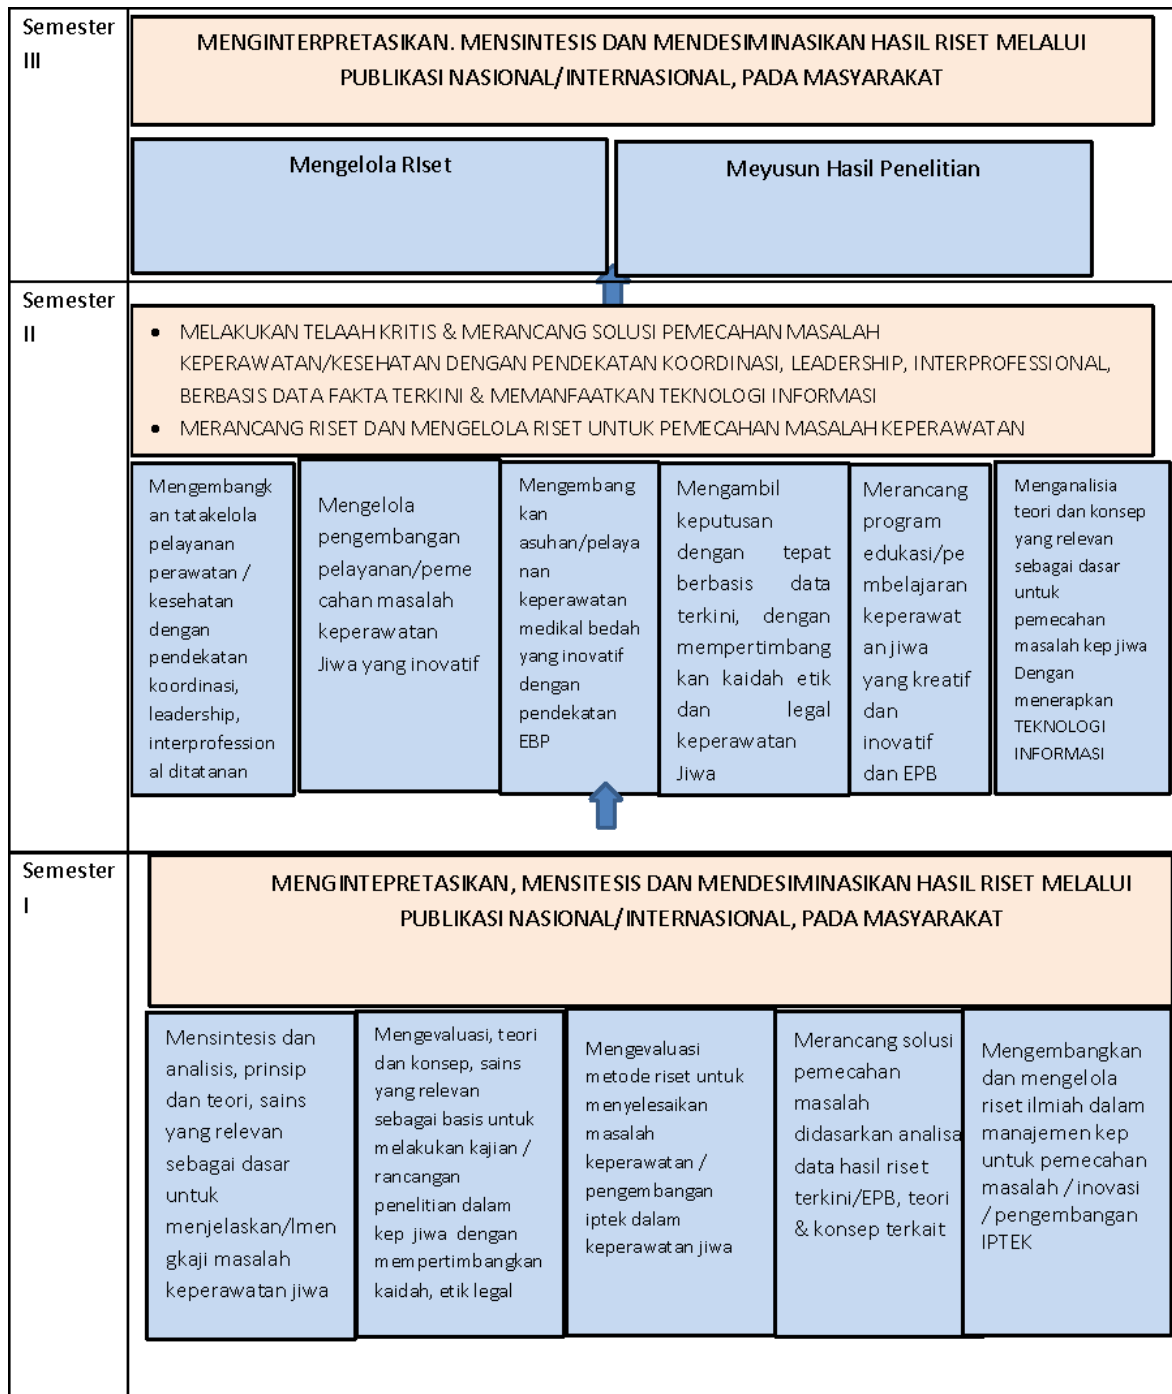 Semester
III
MENGINTERPRETASIKAN. MENSINTESIS DAN MENDESIMINASIKAN HASIL RISET MELALUI
PUBLIKASI NASIONAL/INTERNASIONAL, PADA MASYARAKAT
Mengelola RIset
Meyusun Hasil Penelitian
Semester
II
• MELAKUKAN TELAAH KRITIS & MERANCANG SOLUSI PEMECAHAN MASALAH
KEPERAWATAN/KESEHATAN DENGAN PENDEKATAN KOORDINASI, LEADERSHIP, INTERPROFESSIONAL,
BERBASIS DATA FAKTA TERKINI & MEMANFAATKAN TEKNOLOGI INFORMASI
• MERANCANG RISET DAN MENGELOLA RISET UNTUK PEMECAHAN MASALAH KEPERAWATAN
Mengembangk
an tatakelola
pelayanan
perawatan /
kesehatan
dengan
pendekatan
koordinasi,
leadership,
interprofession
al ditatanan
Mengelola
pengembangan
pelayanan/peme
cahan masalah
keperawatan
Jiwa yang inovatif
Mengembang
kan
asuhan/pelaya
nan
keperawatan
medikal bedah
yang inovatif
dengan
pendekatan
EBP
Mengambil
keputusan
dengan tepat
berbasis data
terkini, dengan
mempertimbang
kan kaidah etik
dan legal
keperawatan
Jiwa
Merancang
program
edukasi/pe
mbelajaran
keperawat
an jiwa
yang kreatif
dan
inovatif
dan EPB
Menganalisia
teori dan konsep
yang relevan
sebagai dasar
untuk
pemecahan
masalah kep jiwa
Dengan
menerapkan
TEKNOLOGI
INFORMASI
Semester
I
MENGINTEPRETASIKAN, MENSITESIS DAN MENDESIMINASIKAN HASIL RISET MELALUI
PUBLIKASI NASIONAL/INTERNASIONAL, PADA MASYARAKAT
Mensintesis dan
analisis, prinsip
dan teori, sains
yang relevan
sebagai dasar
untuk
menjelaskan/Imen
gkaji masalah
keperawatan jiwa
Mengevaluasi, teori
dan konsep, sains
yang relevan
sebagai basis untuk
melakukan kajian /
rancangan
penelitian dalam
kep jiwa dengan
mempertimbangkan
kaidah, etik legal
Mengevaluasi
metode riset untuk
menyelesaikan
masalah
keperawatan /
pengembangan
iptek dalam
keperawatan jiwa
Merancang solusi
pemecahan
masalah
didasarkan analisa
data hasil riset
terkini/EPB, teori
& konsep terkait
Mengembangkan
dan mengelola
riset ilmiah dalam
manajemen kep
untuk pemecahan
masalah / inovasi
/ pengembangan
IPTEK